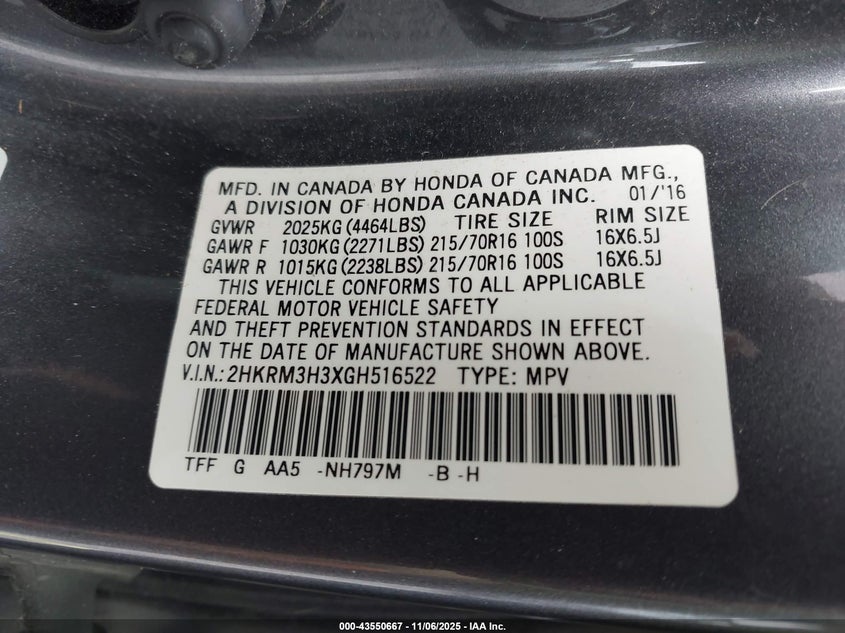 MFD. IN CANADA BY HONDA OF CANADA MFG.,
A DIVISION OF HONDA CANADA INC. 01/'16
GVWR 2025KG (4464LBS) TIRE SIZE RIM SIZE
GAWR F 1030KG (2271LBS) 215/70R16 100S 16X6.5J
GAWR R 1015KG (2238LBS) 215/70R16 100S 16X6.5J
THIS VEHICLE CONFORMS TO ALL APPLICABLE
FEDERAL MOTOR VEHICLE SAFETY
AND THEFT PREVENTION STANDARDS IN EFFECT
ON THE DATE OF MANUFACTURE SHOWN ABOVE.
V.I.N.: 2HKRM3H3XGH516522 TYPE: MPV
TFF G AA5 -NH797M -B -H
000-43550667 - 11/06/2025 - IAA Inc.